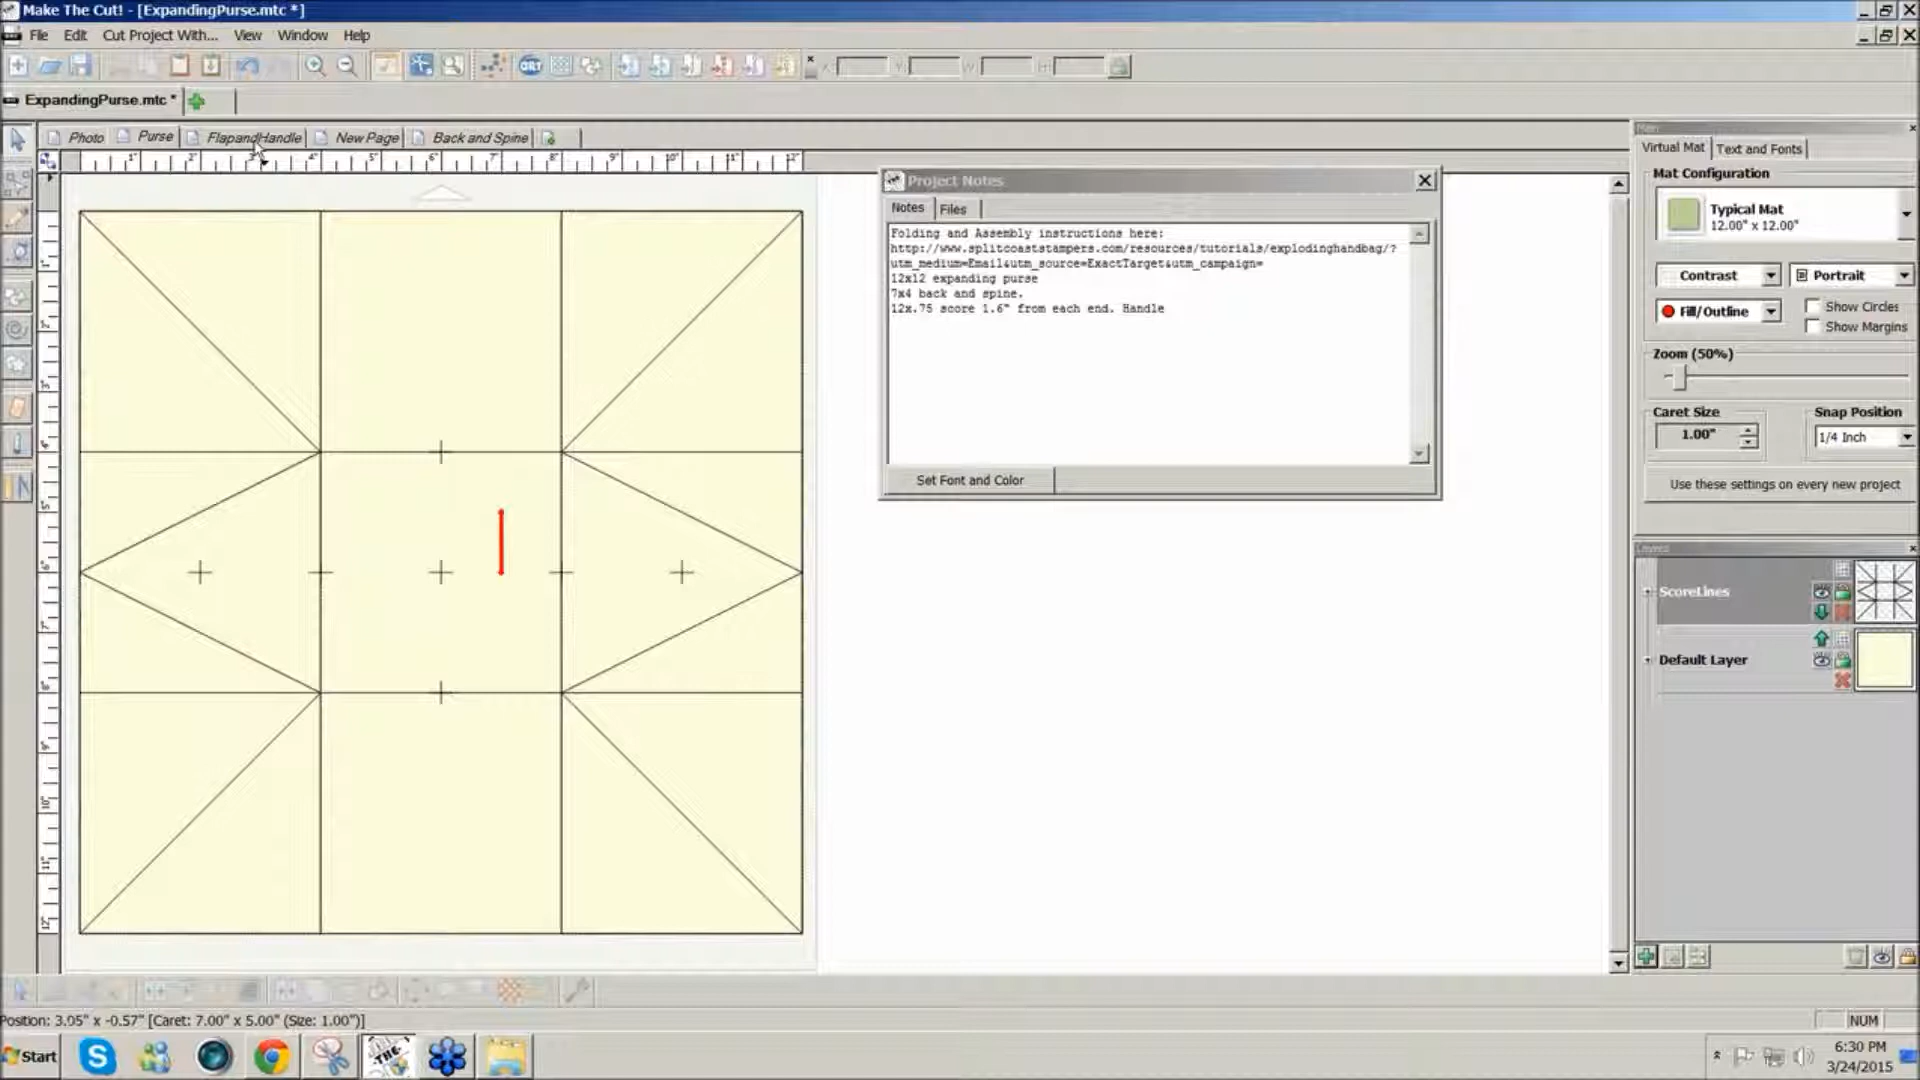 Make The Cut! - [ExpandingPurse.mtc *]
File Edit Cut Project With... View Window Help
ExpandingPurse.mtc *
Photo Purse FlapandHandle New Page Back and Spine
Project Notes
Notes Files
Folding and Assembly instructions here:
http://www.splitcoaststampers.com/resources/tutorials/explodinghandbag/?
utm_medium=Email&utm_source=ExactTarget&utm_campaign=
12x12 expanding purse
7x4 back and spine.
12x.75 score 1.6" from each end. Handle
Set Font and Color
Virtual Mat Text and Fonts
Mat Configuration
Typical Mat
12.00" x 12.00"
Contrast Portrait
Fill/Outline Show Circles
Show Margins
Zoom (50%)
Caret Size Snap Position
1.00" 1/4 Inch
Use these settings on every new project
Layers
ScoreLines
Default Layer
Position: 3.05" x -0.57" [Caret: 7.00" x 5.00" (Size: 1.00")]
NUM
Start
6:30 PM
3/24/2015